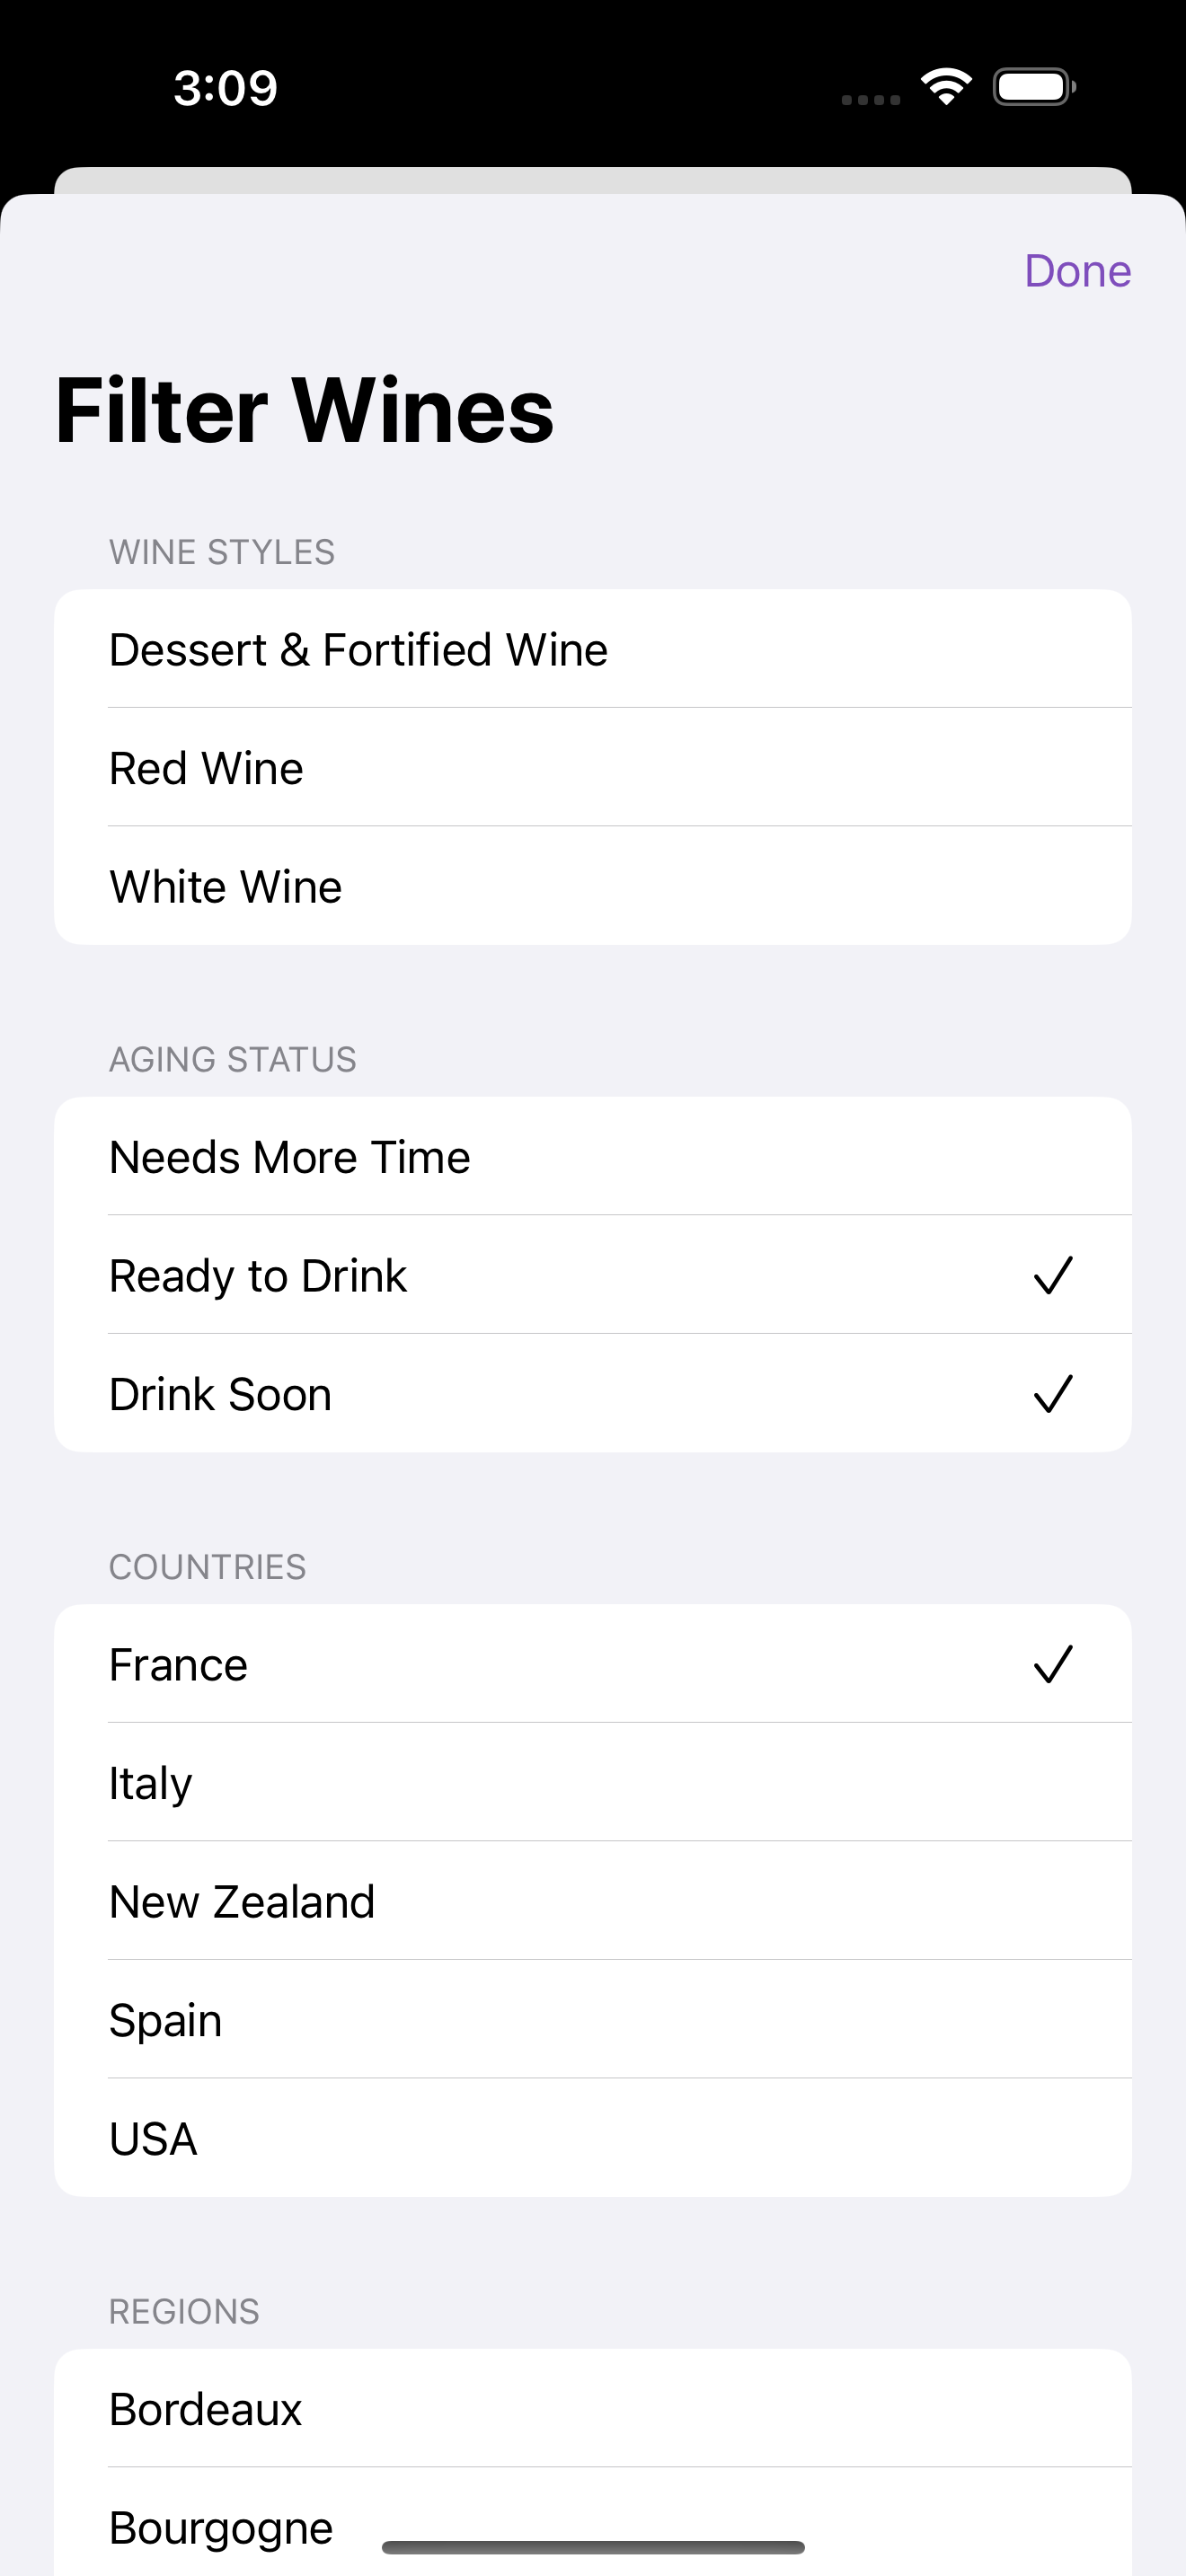 3:09
Done
Filter Wines
WINE STYLES
Dessert & Fortified Wine
Red Wine
White Wine
AGING STATUS
Needs More Time
Ready to Drink
Drink Soon
COUNTRIES
France
Italy
New Zealand
Spain
USA
REGIONS
Bordeaux
Bourgogne